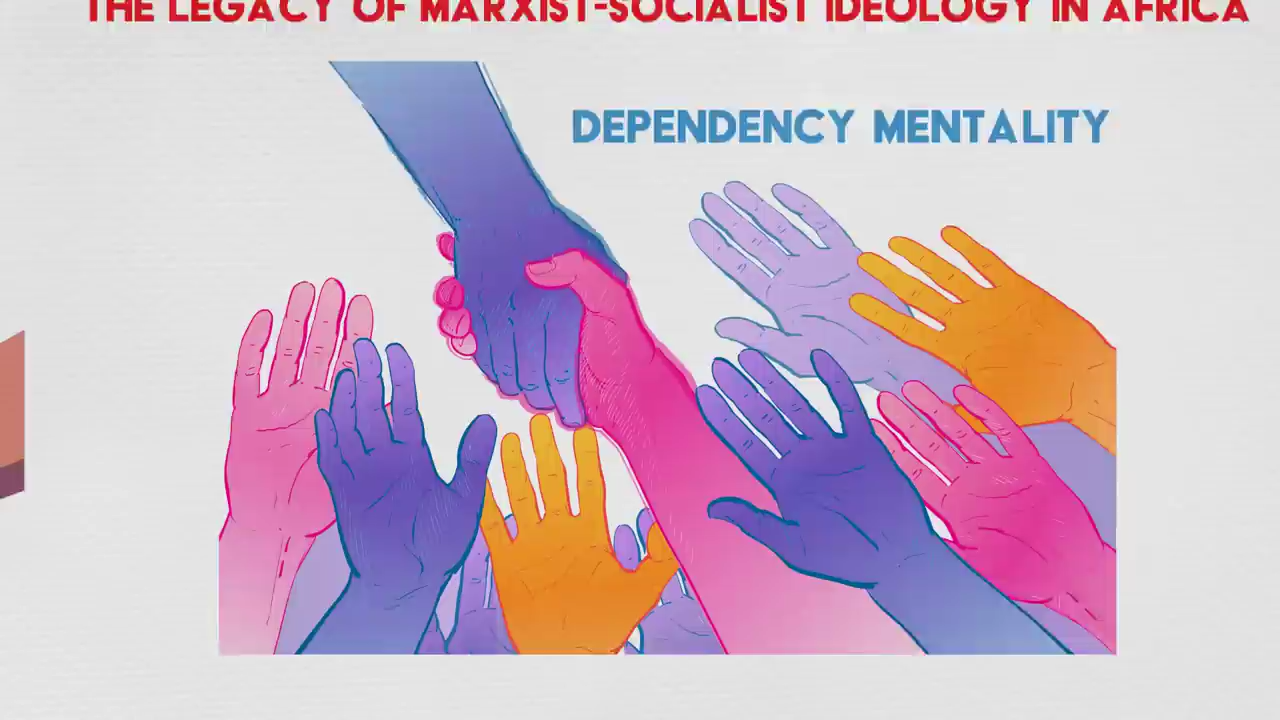 THE LEGACY OF MARXIST-SOCIALIST IDEOLOGY IN AFRICA
DEPENDENCY MENTALITY